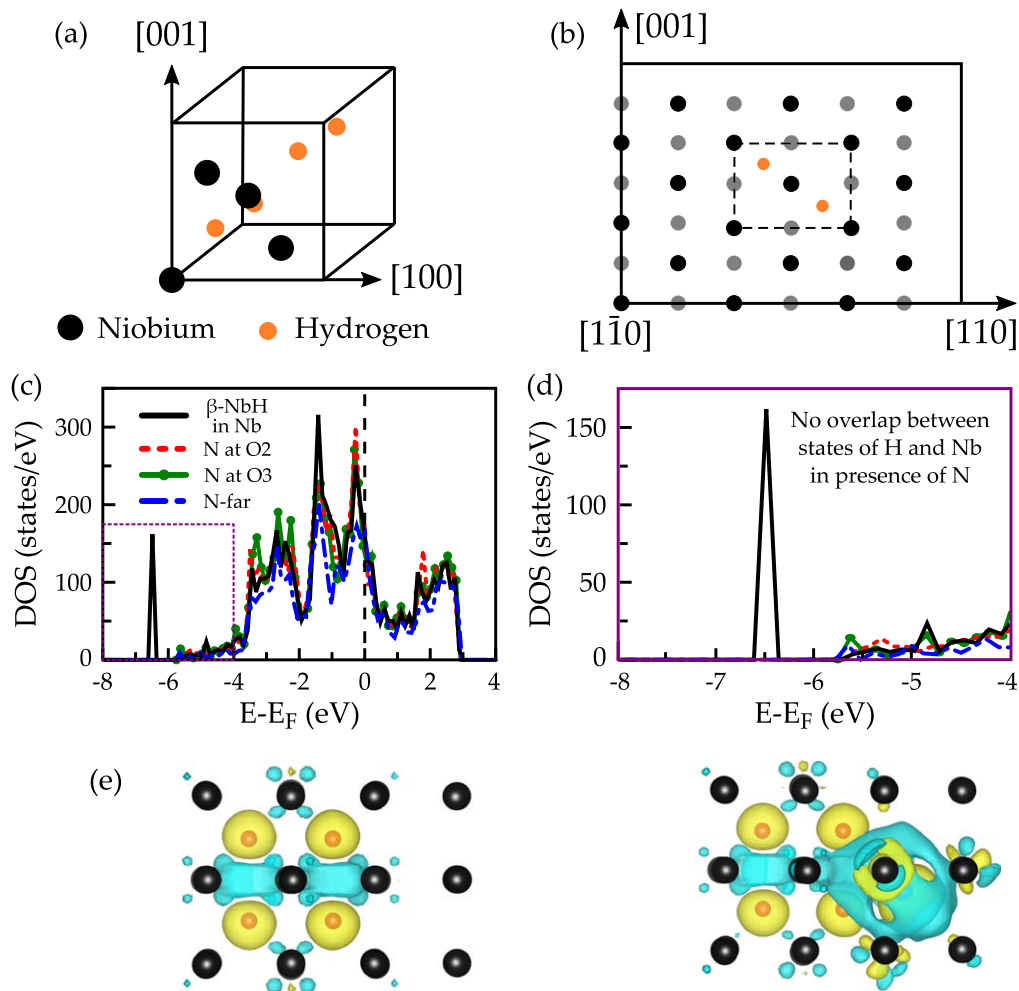 (a)
[001]
[100]
Niobium
Hydrogen
(b)
[001]
[11̄0]
[110]
(c)
DOS (states/eV)
300
200
100
0
β-NbH
in Nb
N at O2
N at O3
N-far
-8
-6
-4
-2
0
2
4
E-E_F (eV)
(d)
DOS (states/eV)
150
100
50
0
No overlap between
states of H and Nb
in presence of N
-8
-7
-6
-5
-4
E-E_F (eV)
(e)